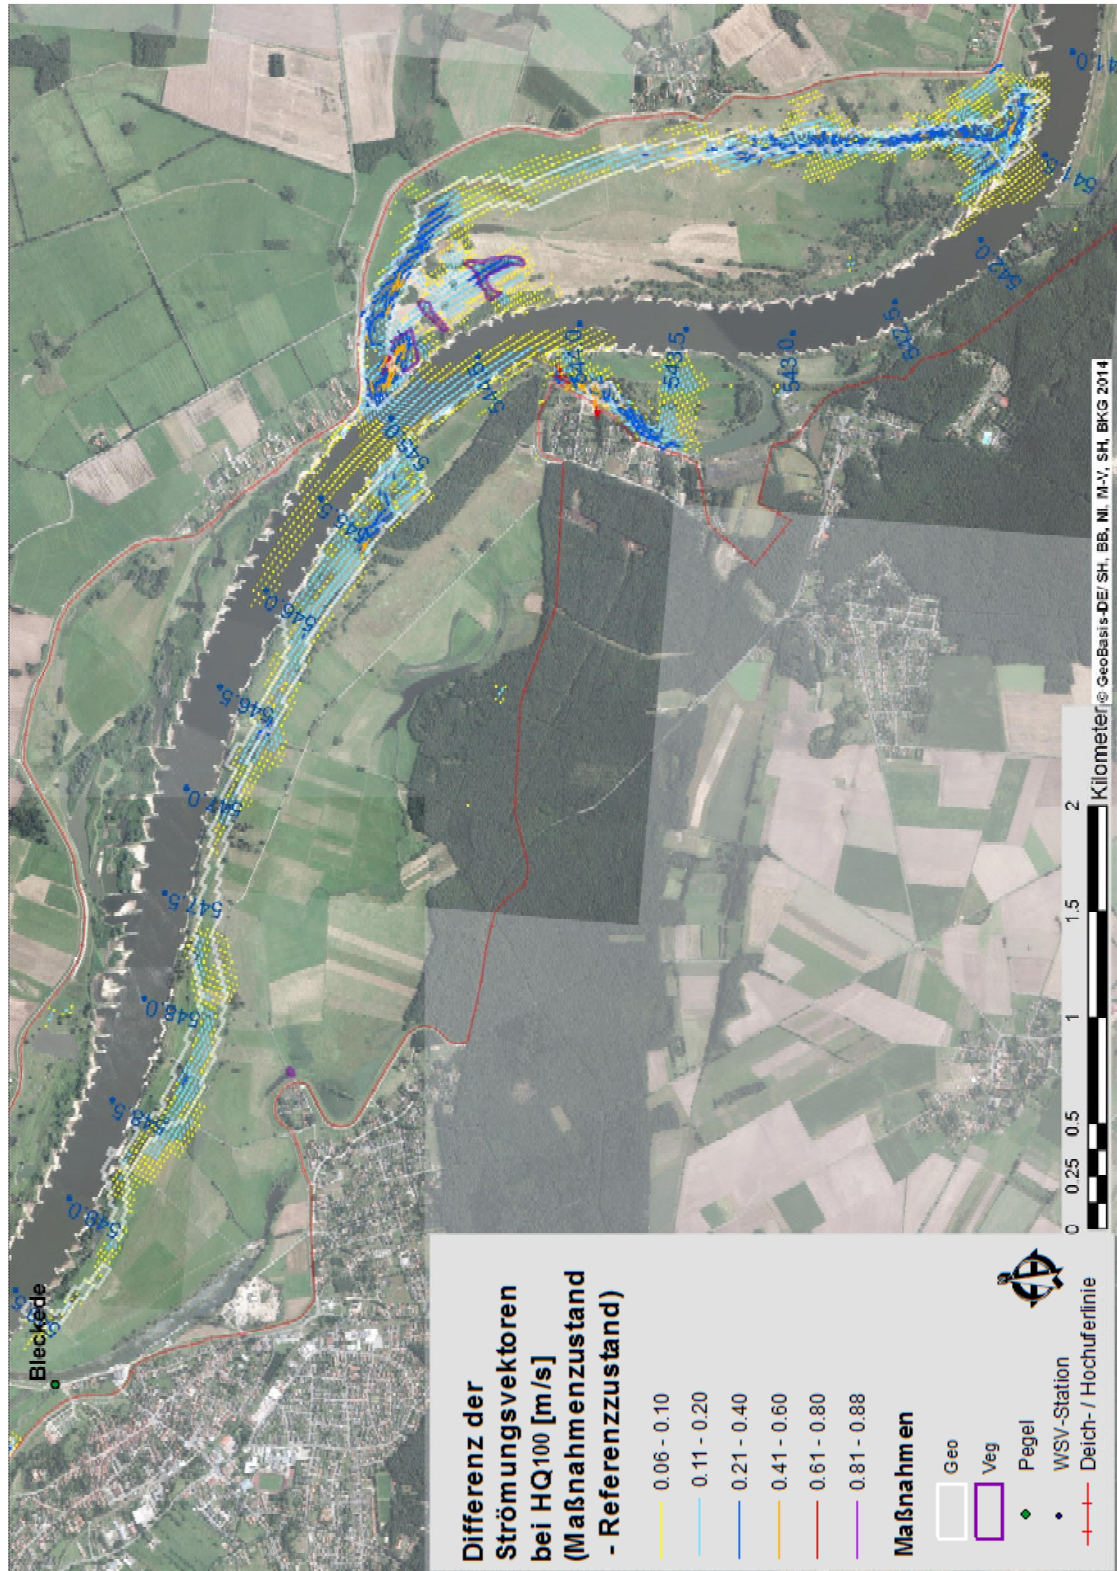 Bleckede
549.0
548.5
548.0
547.5
547.0
546.5
546.0
545.5
545.0
544.5
544.0
543.5
543.0
542.5
542.0
541.5
541.0
Differenz der
Strömungsvektoren
bei HQ100 [m/s]
(Maßnahmenzustand
- Referenzzustand)
0.06 - 0.10
0.11 - 0.20
0.21 - 0.40
0.41 - 0.60
0.61 - 0.80
0.81 - 0.88
Maßnahmen
Geo
Veg
Pegel
WSV-Station
Deich- / Hochuferlinie
0 0.25 0.5 1 1.5 2
Kilometer
© GeoBasis-DE/ SH, BB, NI, M-V, SH, BKG 2014